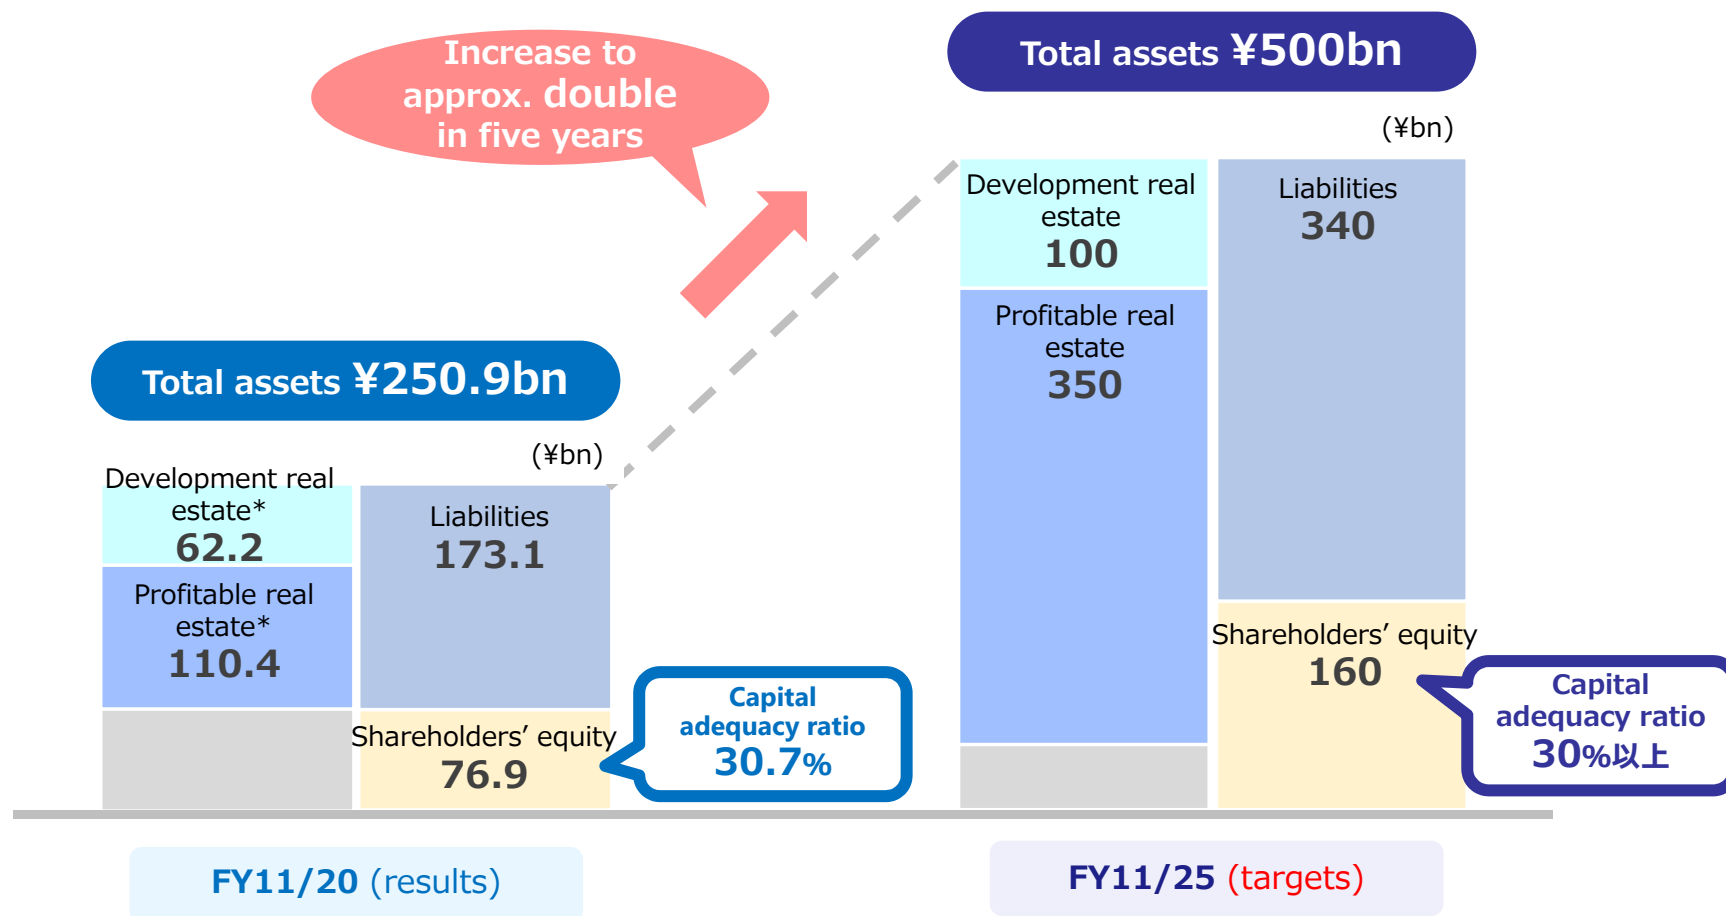 Increase to
approx. double
in five years
Total assets ¥500bn
(¥bn)
Development real
estate
100
Liabilities
340
Profitable real
estate
350
Shareholders’ equity
160
Capital
adequacy ratio
30%以上
Total assets ¥250.9bn
(¥bn)
Development real
estate*
62.2
Liabilities
173.1
Profitable real
estate*
110.4
Shareholders’ equity
76.9
Capital
adequacy ratio
30.7%
FY11/20 (results)
FY11/25 (targets)